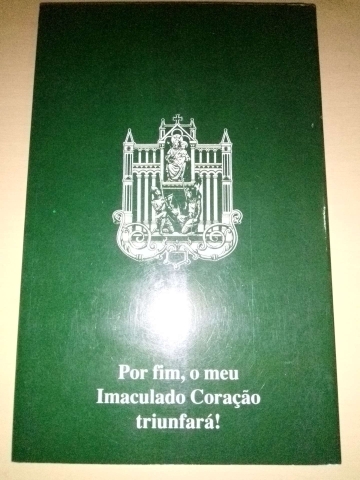 Por fim, o meu
Imaculado Coração
triunfará!